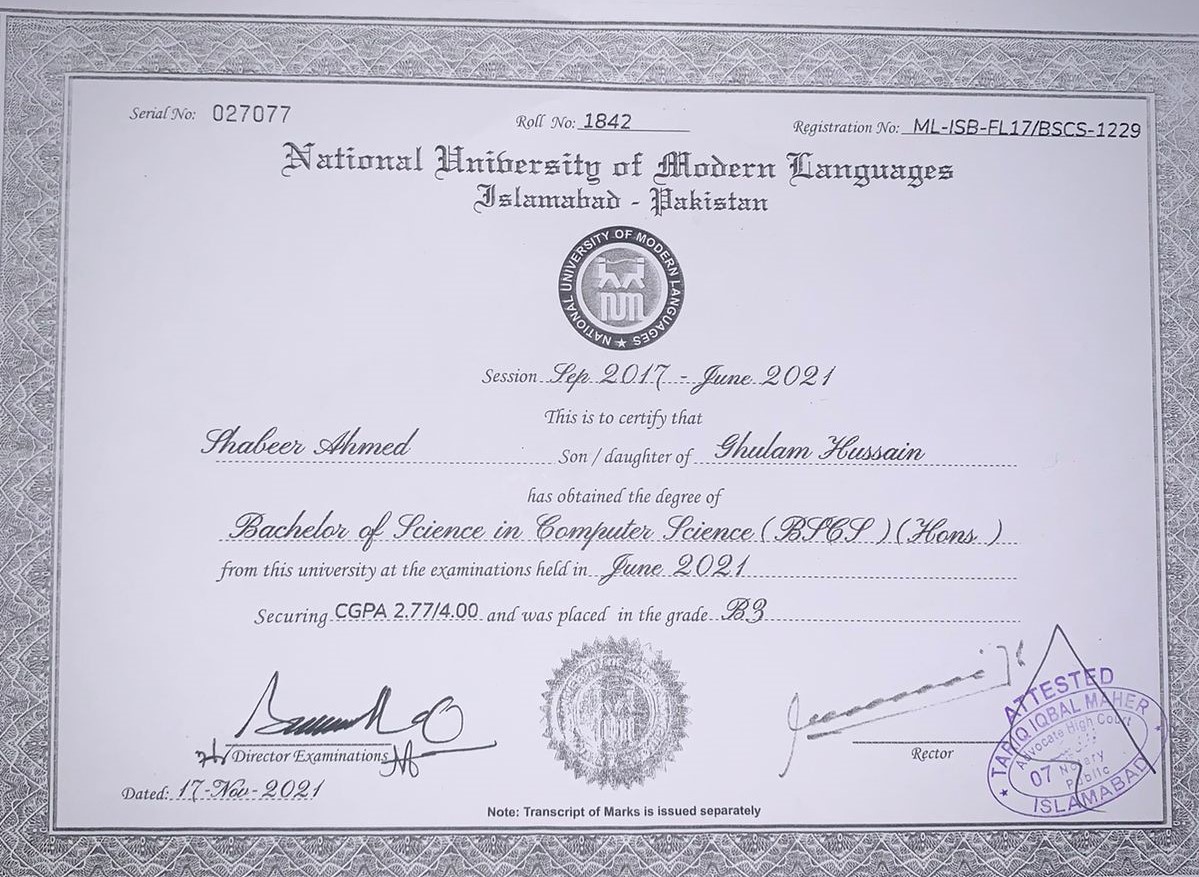 Serial No: 027077
Roll No: 1842
Registration No: ML-ISB-FL17/BSCS-1229
National University of Modern Languages
Islamabad - Pakistan
NATIONAL UNIVERSITY OF MODERN LANGUAGES
Session Sep 2017 - June 2021
This is to certify that
Shabeer Ahmed Son / daughter of Ghulam Hussain
has obtained the degree of
Bachelor of Science in Computer Science (BSCS) (Hons.)
from this university at the examinations held in June 2021
Securing CGPA 2.77/4.00 and was placed in the grade B3
Director Examinations
Rector
ATTESTED
TARIQ IQBAL MAHER
Advocate High Court
07 Notary
Public
ISLAMABAD
Dated: 17-Nov-2021
Note: Transcript of Marks is issued separately